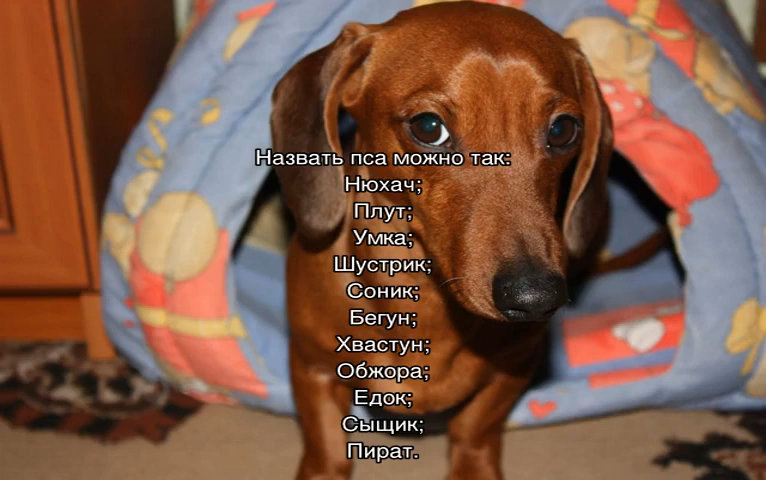 Назвать пса можно так:
Нюхач;
Плут;
Умка;
Шустрик;
Соник;
Бегун;
Хвастун;
Обжора;
Едок;
Сыщик;
Пират.